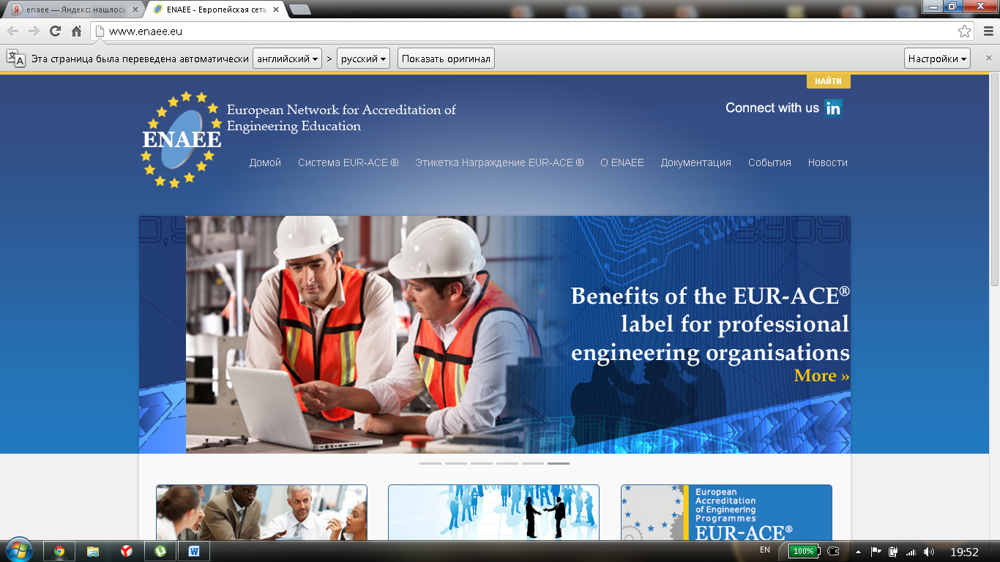 enaee — Яндекс: нашлось
ENAEE - Европейская сеть
www.enaee.eu
Эта страница была переведена автоматически английский > русский Показать оригинал Настройки
НАЙТИ
European Network for Accreditation of
Engineering Education
Connect with us in
ENAEE
Домой Система EUR-ACE ® Этикетка Награждение EUR-ACE ® О ENAEE Документация События Новости
Benefits of the EUR-ACE®
label for professional
engineering organisations
More »
European
Accreditation
of Engineering
Programmes
EUR-ACE®
EN 100% 19:52